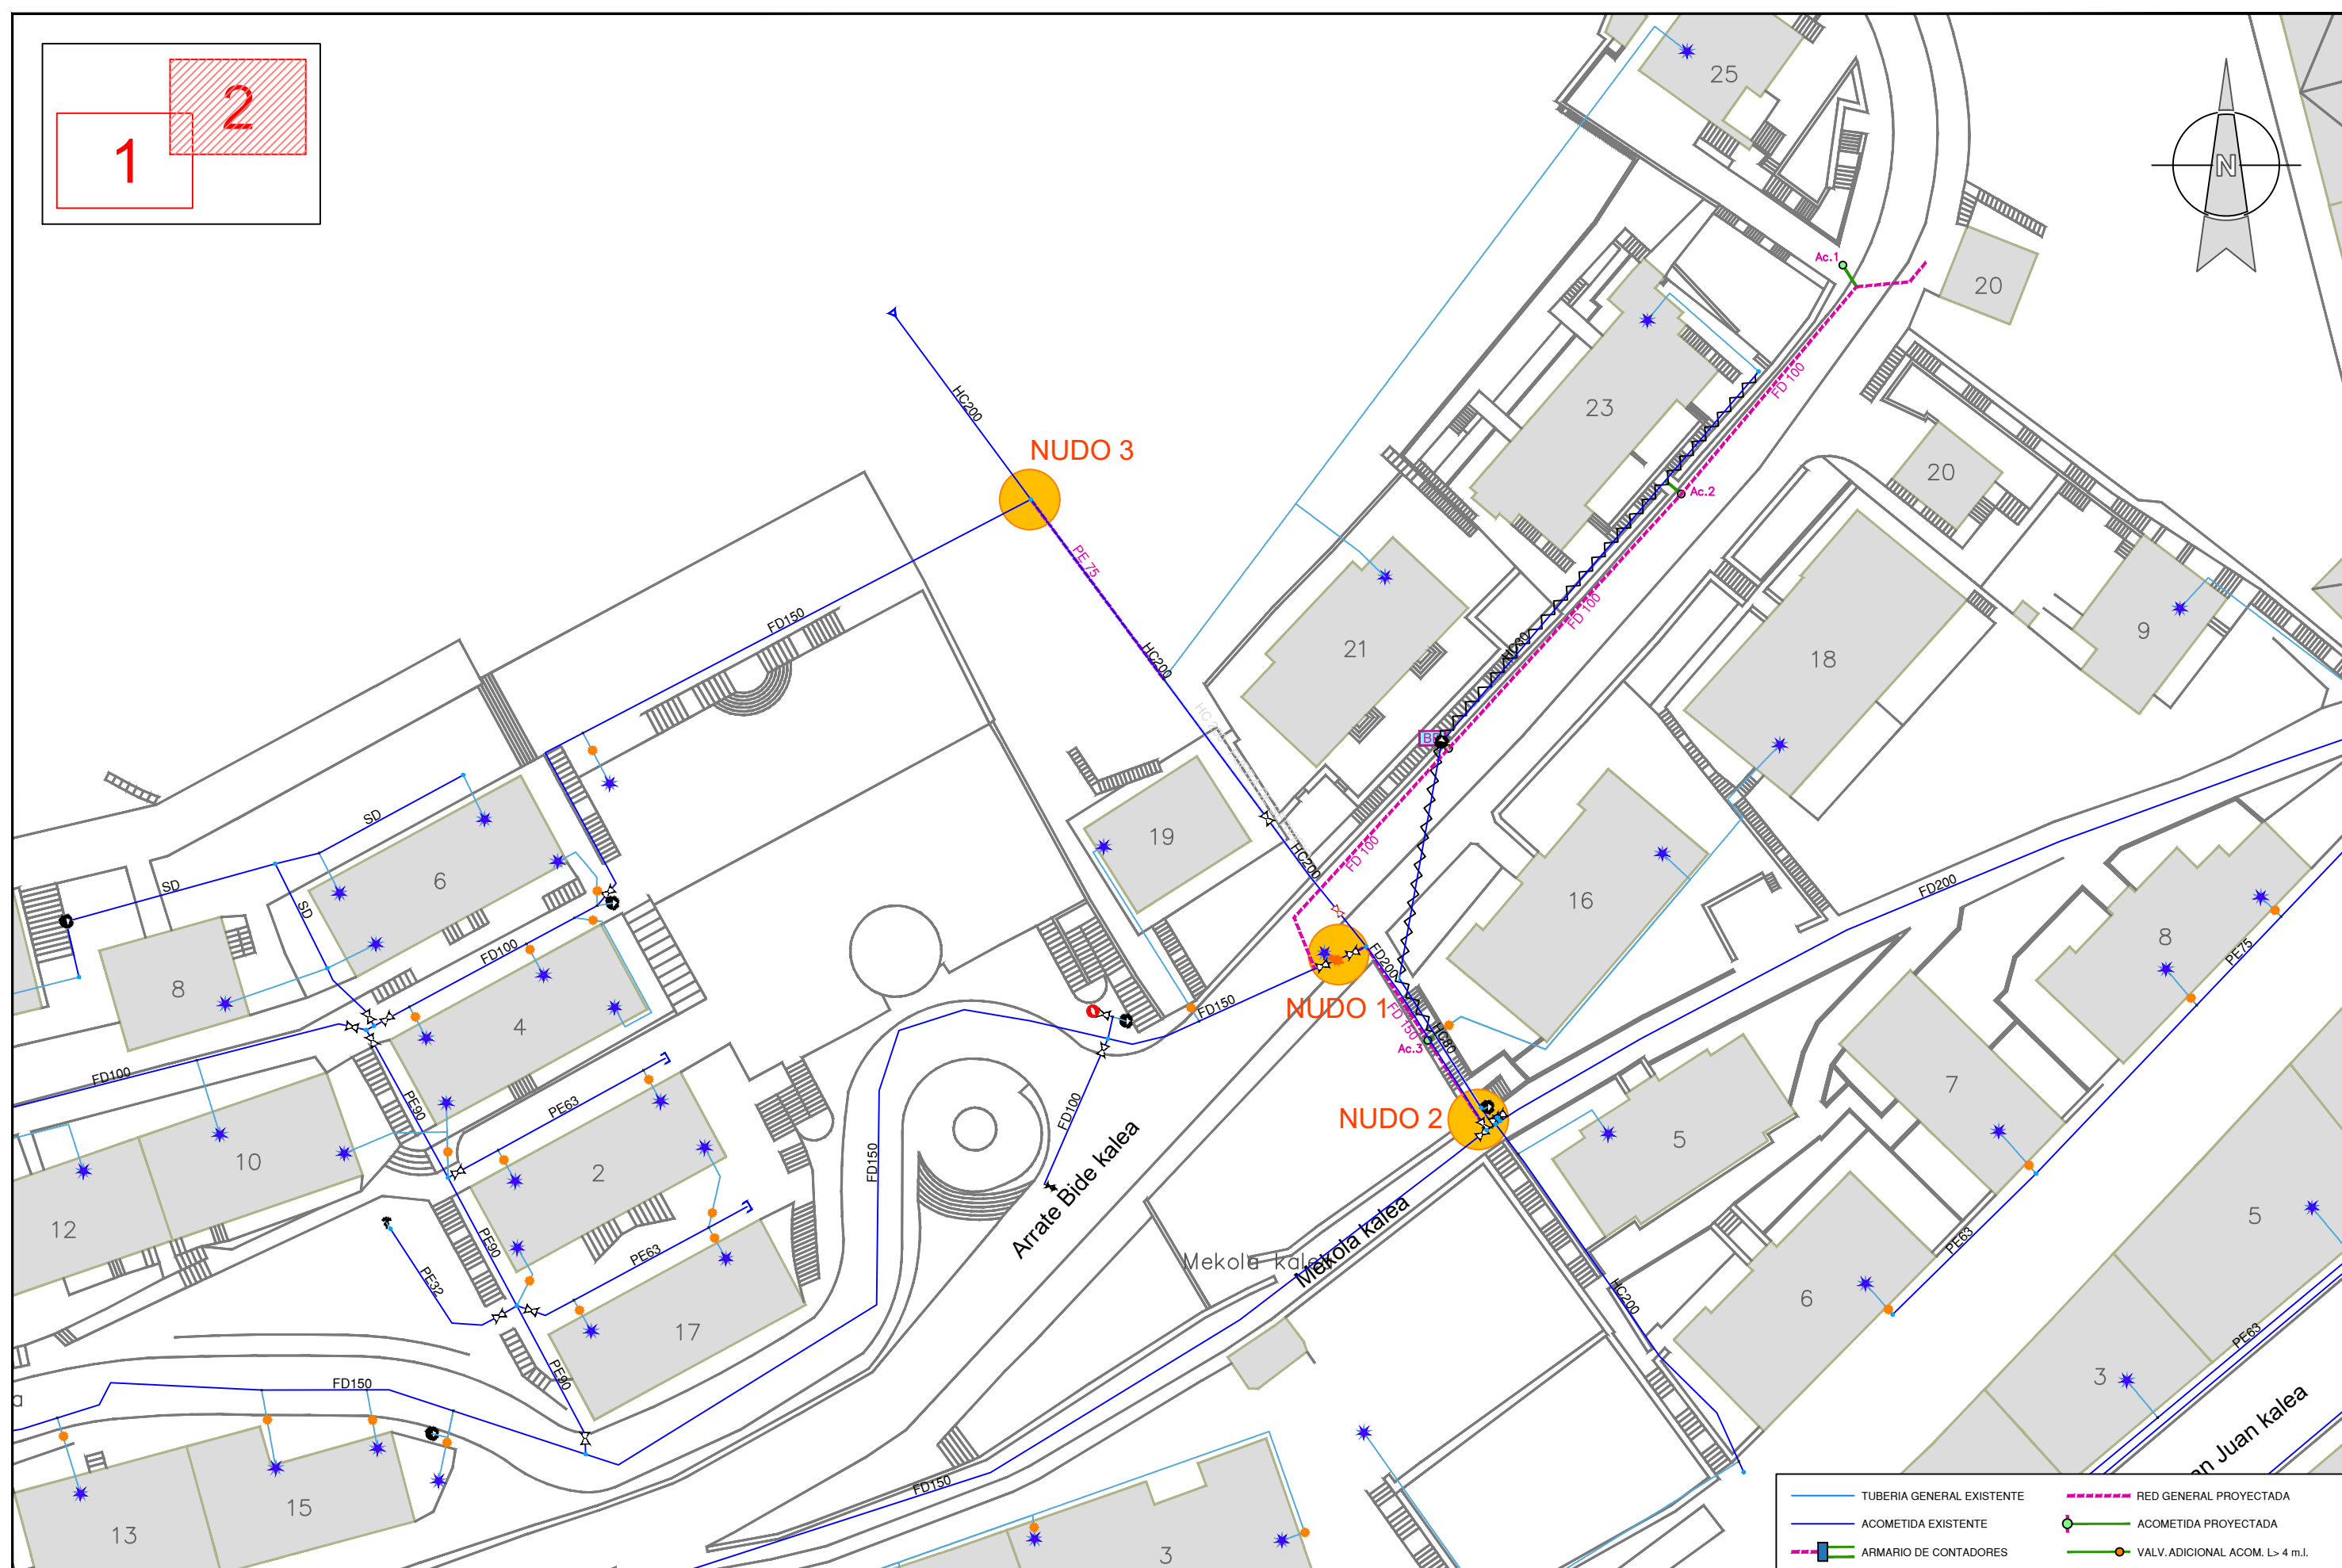 1
2
25
N
Ac.1
20
FD 100
23
HC200
NUDO 3
20
Ac.2
PE 75
FD 100
FD150
21
18
9
HC200
SD
19
HC200
FD 100
6
SD
SD
16
FD200
8
FD100
FD200
PE75
8
FD150
NUDO 1
FD 150
HC80
Ac.3
4
FD100
PE90
PE63
7
NUDO 2
5
10
2
FD100
FD150
Arrate Bide kalea
12
PE90
PE63
Mekola kalea
Mekola kalea
PE63
5
PE32
HC200
6
17
PE63
PE90
FD150
3
an Juan kalea
15
13
FD150
3
TUBERIA GENERAL EXISTENTE
RED GENERAL PROYECTADA
ACOMETIDA EXISTENTE
ACOMETIDA PROYECTADA
ARMARIO DE CONTADORES
VALV. ADICIONAL ACOM. L> 4 m.l.